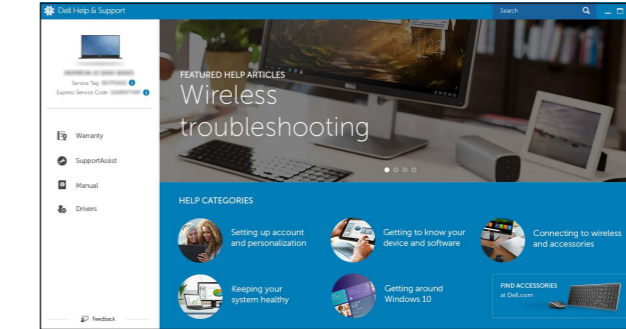 Dell Help & Support
Search
Service Tag:
Express Service Code:
Warranty
SupportAssist
Manual
Drivers
Feedback
FEATURED HELP ARTICLES
Wireless
troubleshooting
HELP CATEGORIES
Setting up account
and personalization
Getting to know your
device and software
Connecting to wireless
and accessories
Keeping your
system healthy
Getting around
Windows 10
FIND ACCESSORIES
at Dell.com